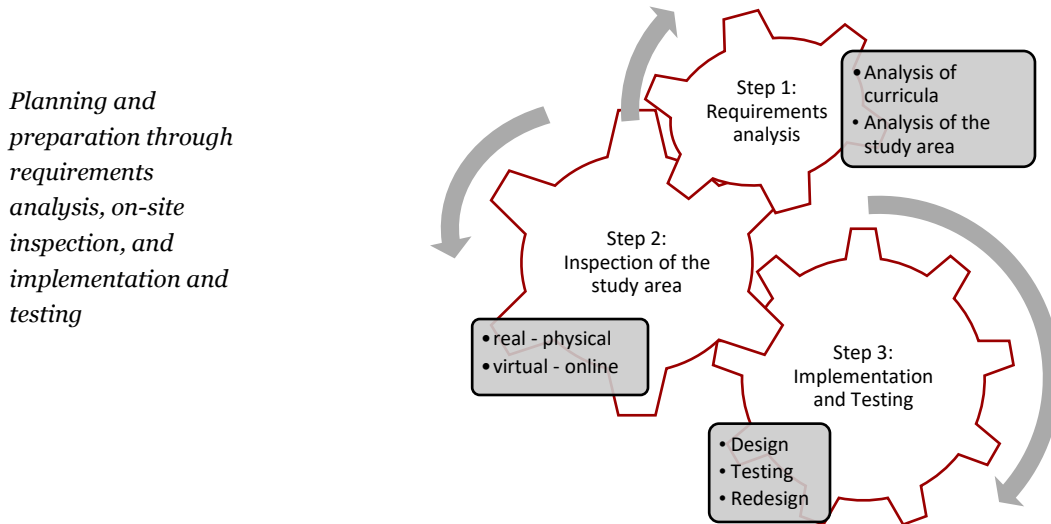 Planning and
preparation through
requirements
analysis, on-site
inspection, and
implementation and
testing
Step 1:
Requirements
analysis
• Analysis of
curricula
• Analysis of the
study area
Step 2:
Inspection of the
study area
• real - physical
• virtual - online
Step 3:
Implementation
and Testing
• Design
• Testing
• Redesign